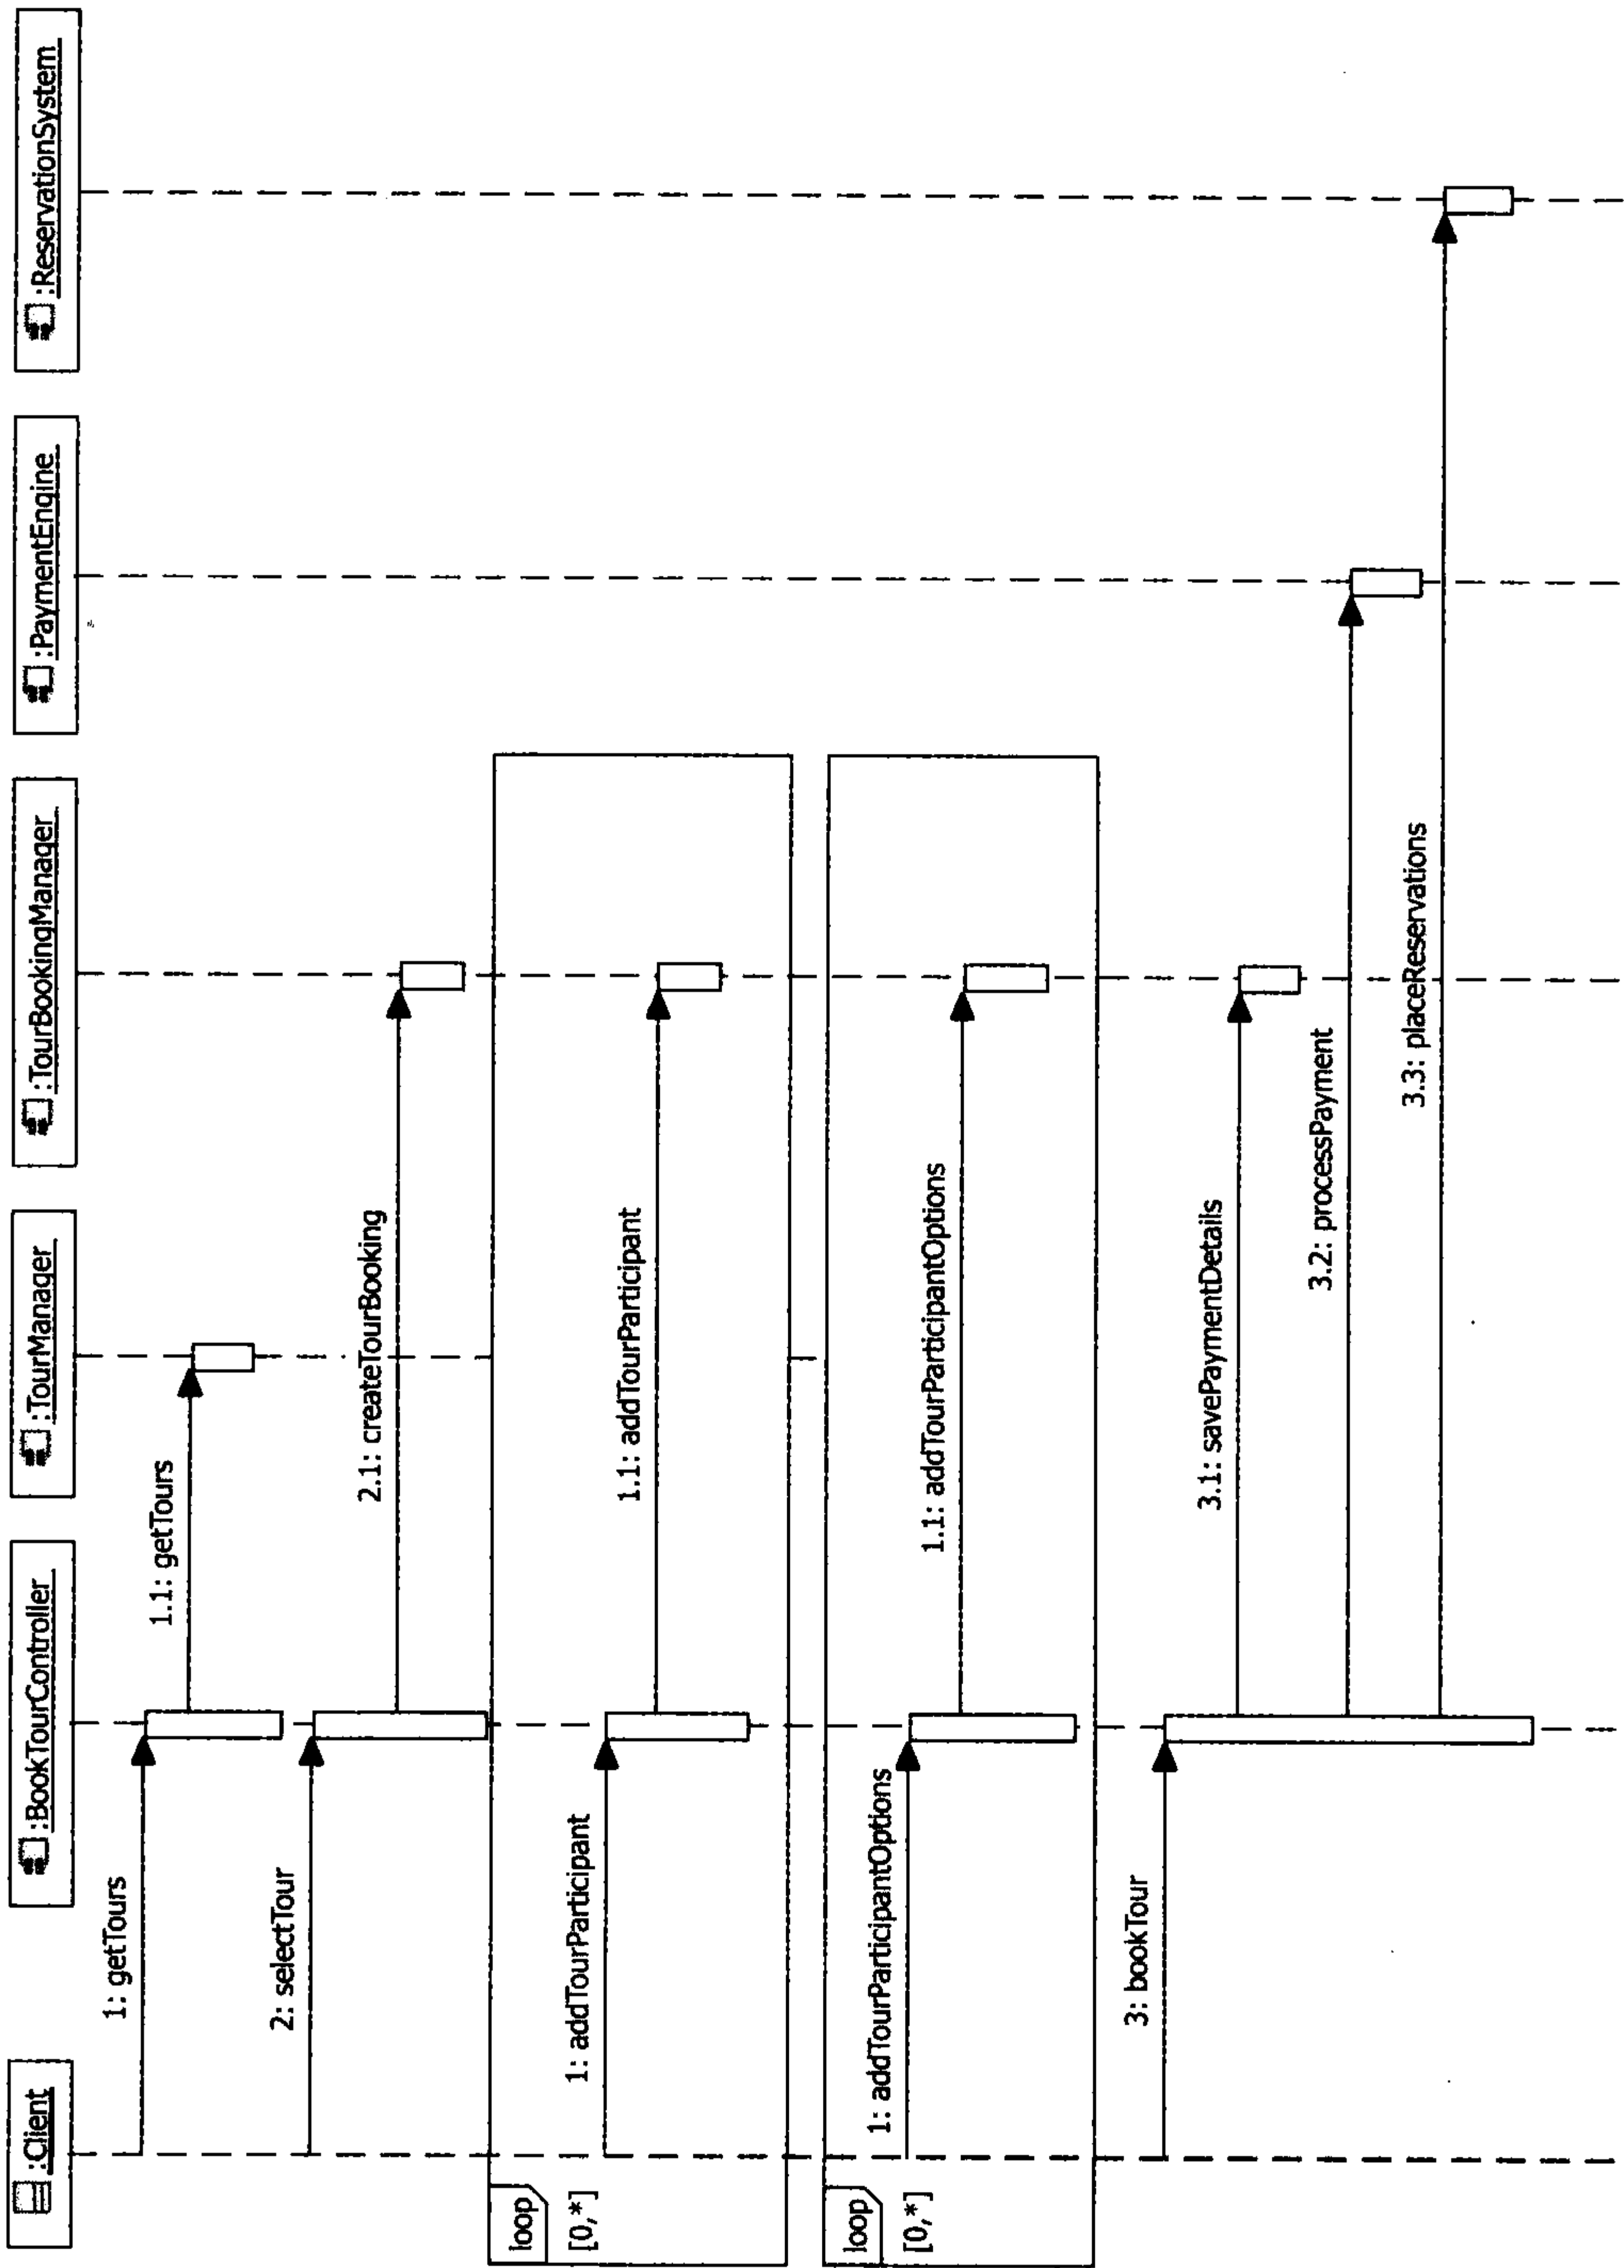 :Client
:BookTourController
:TourManager
:TourBookingManager
:PaymentEngine
:ReservationSystem
1: getTours
1.1: getTours
2: selectTour
2.1: createTourBooking
loop
[0,*]
1: addTourParticipant
1.1: addTourParticipant
loop
[0,*]
1: addTourParticipantOptions
1.1: addTourParticipantOptions
3: bookTour
3.1: savePaymentDetails
3.2: processPayment
3.3: placeReservations